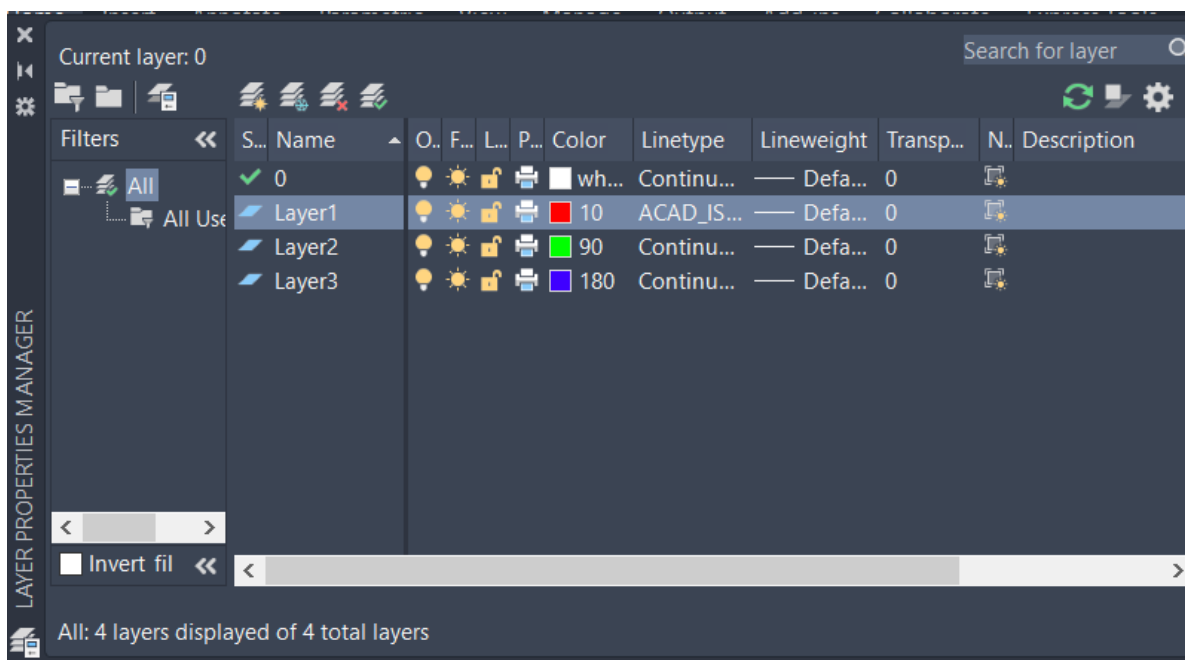 Current layer: 0
Search for layer
Filters
S... Name O.. F... L... P... Color Linetype Lineweight Transp... N.. Description
All
All Use
0 wh... Continu... Defa... 0
Layer1 10 ACAD_IS... Defa... 0
Layer2 90 Continu... Defa... 0
Layer3 180 Continu... Defa... 0
Invert fil
All: 4 layers displayed of 4 total layers
LAYER PROPERTIES MANAGER